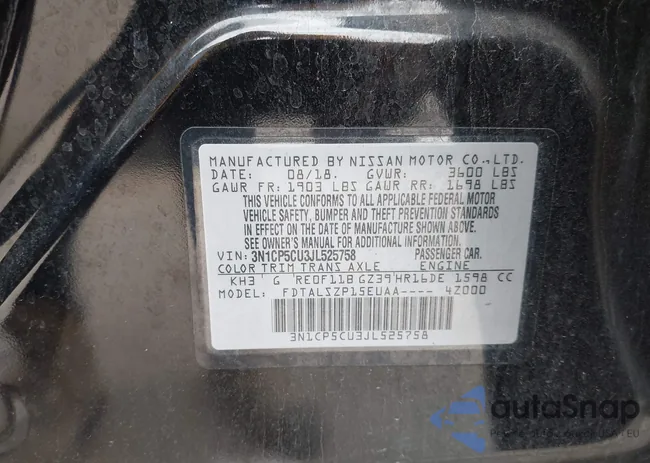 MANUFACTURED BY NISSAN MOTOR CO.,LTD.
DATE: 08/18. GVWR: 3600 LBS
GAWR FR: 1903 LBS GAWR RR: 1698 LBS
THIS VEHICLE CONFORMS TO ALL APPLICABLE FEDERAL MOTOR
VEHICLE SAFETY, BUMPER AND THEFT PREVENTION STANDARDS
IN EFFECT ON THE DATE OF MANUFACTURE SHOWN ABOVE.
SEE OWNER'S MANUAL FOR ADDITIONAL INFORMATION.
VIN: 3N1CP5CU3JL525758 PASSENGER CAR.
COLOR TRIM TRANS AXLE ENGINE
KH3 G RE0F11B GZ39 HR16DE 1598 CC
MODEL: FDTALSZP15EUAA---- 4Z000
3N1CP5CU3JL525758
autoSnap
EU